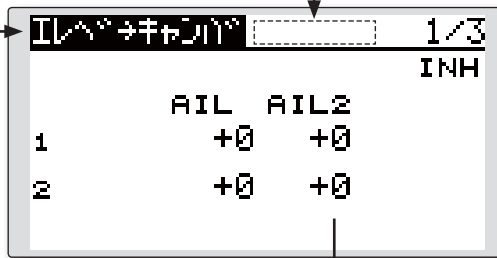 ｴﾚﾍﾞ→ｷｬﾝﾊﾞ 1/3
INH
AIL AIL2
1 +0 +0
2 +0 +0